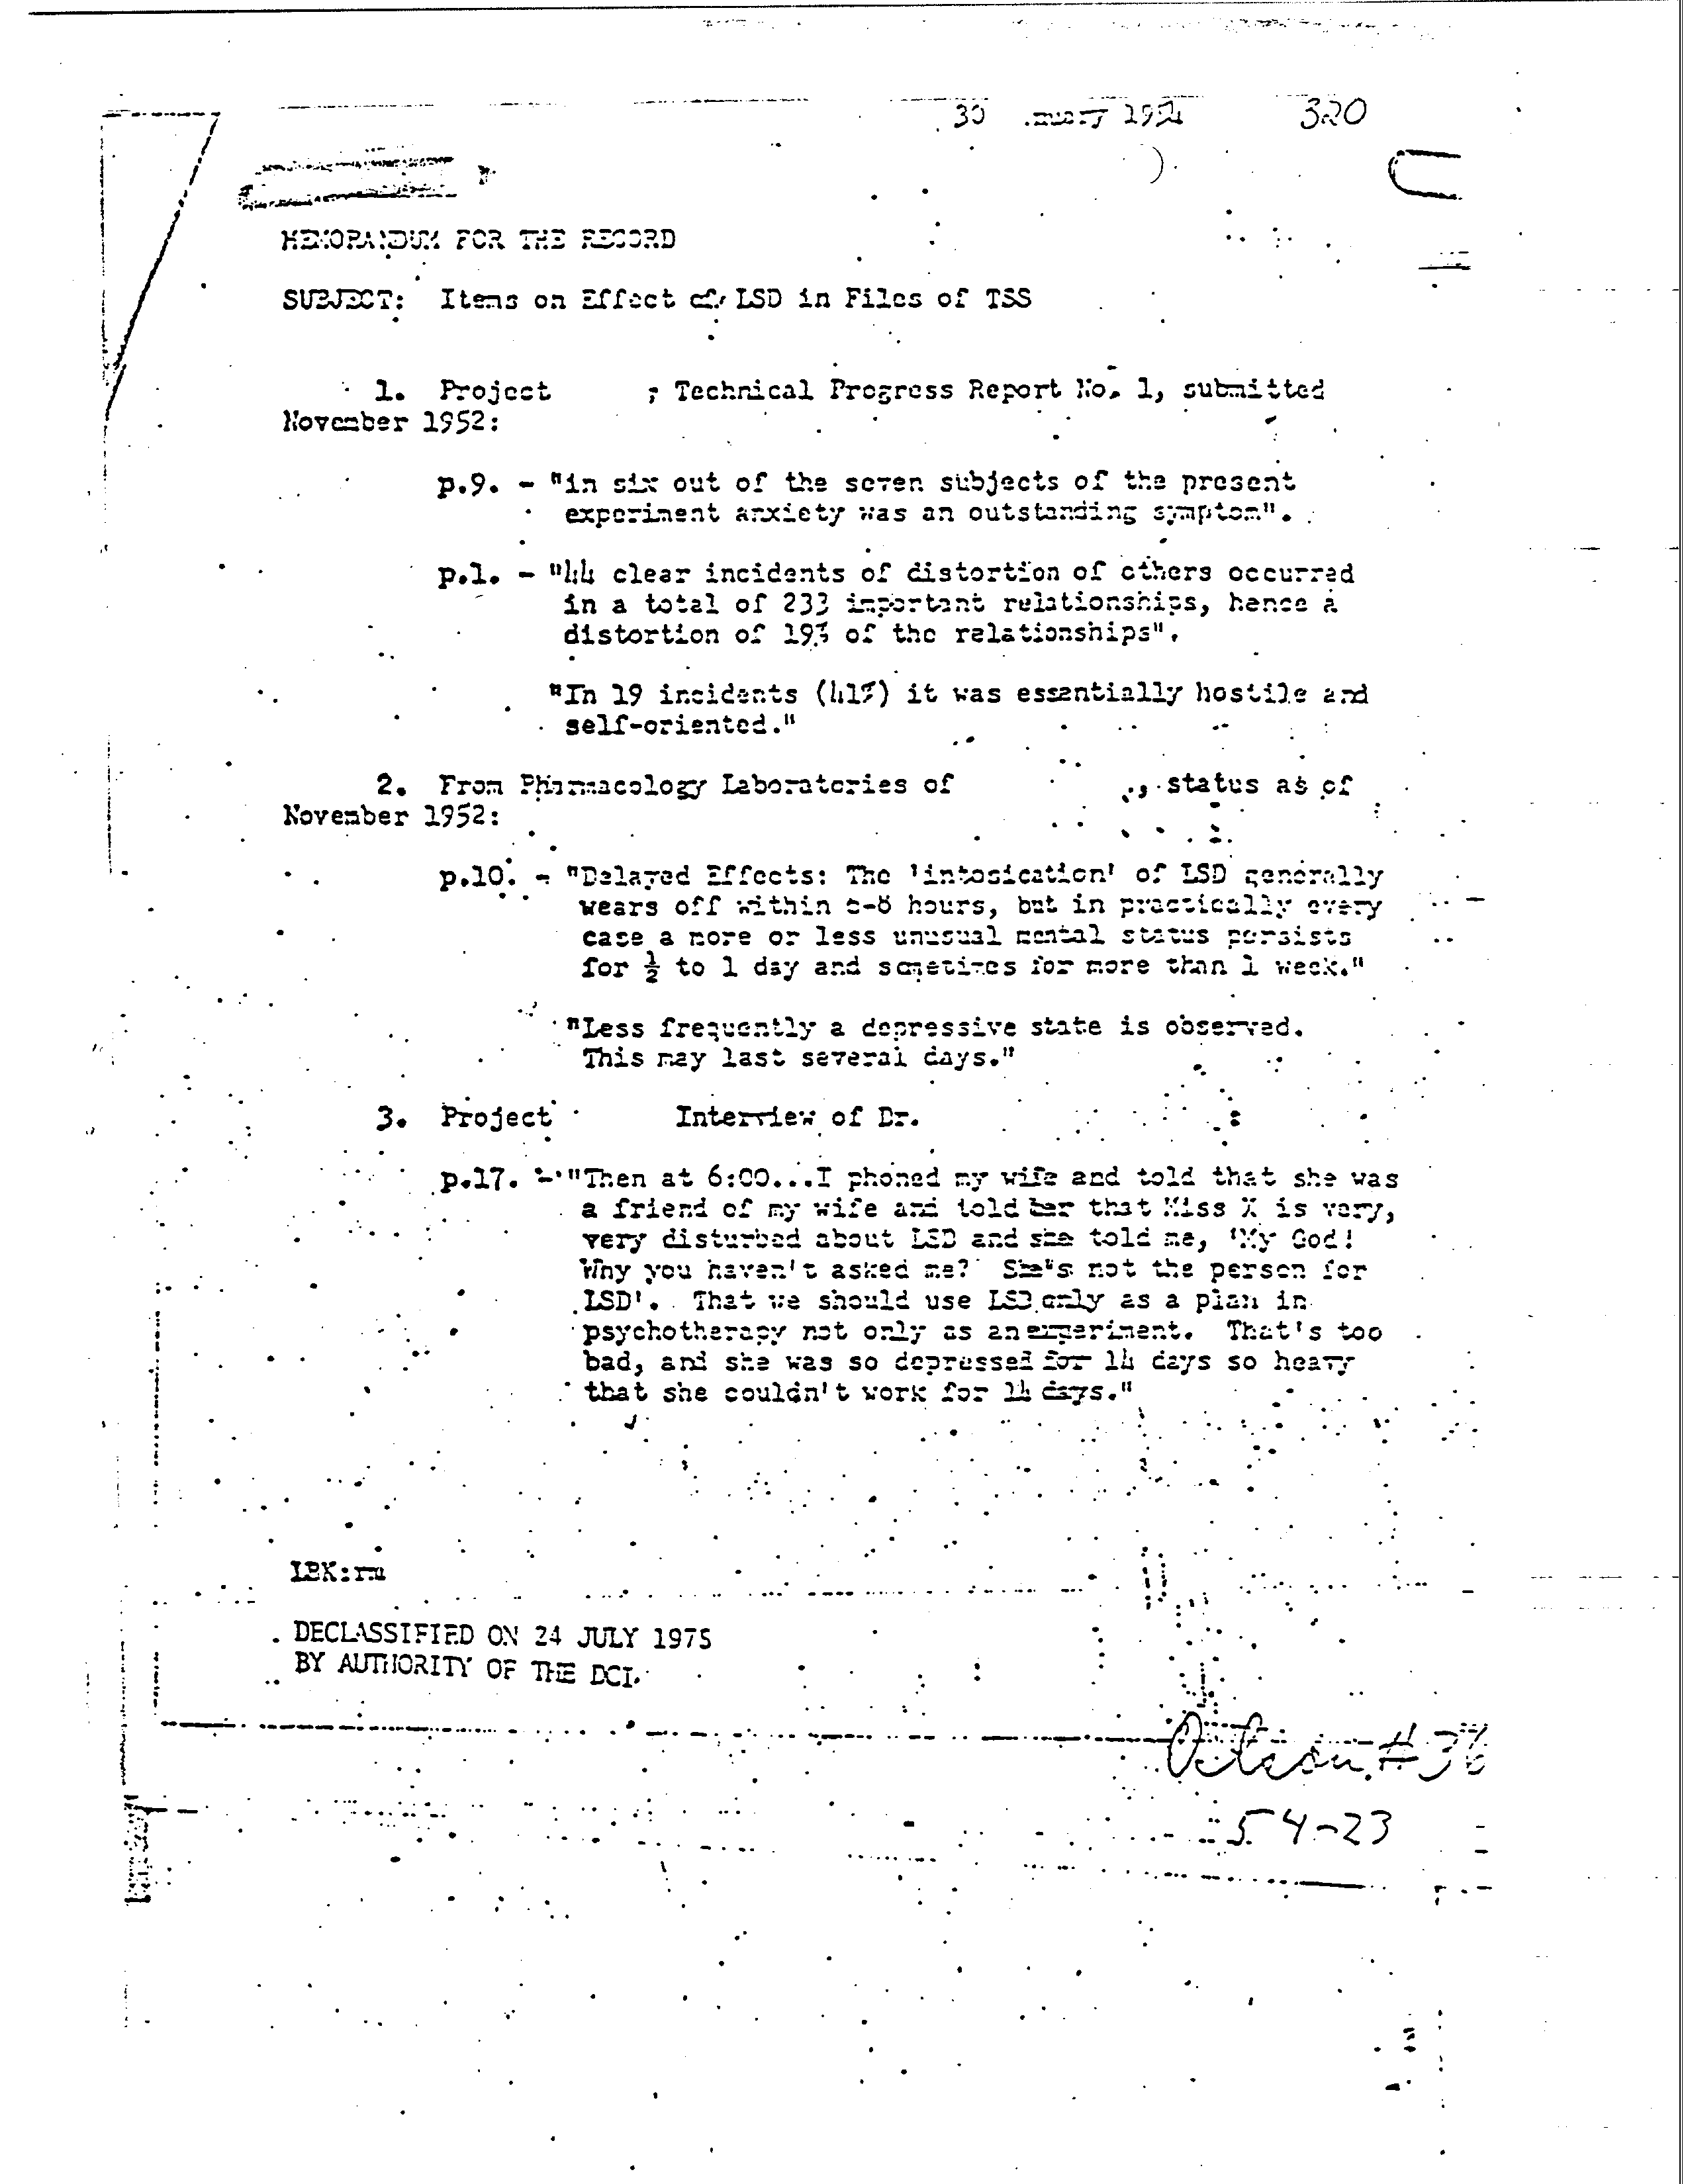 30 1954 320
MEMORANDUM FOR THE RECORD
SUBJECT: Items on Effect of LSD in Files of TSS
1. Project ; Technical Progress Report No. 1, submitted
November 1952:
p.9. - "in six out of the seven subjects of the present
experiment anxiety was an outstanding symptom".
p.1. - "44 clear incidents of distortion of others occurred
in a total of 233 important relationships, hence a
distortion of 19% of the relationships".
"In 19 incidents (41%) it was essentially hostile and
self-oriented."
2. From Pharmacology Laboratories of , status as of
November 1952:
p.10. - "Delayed Effects: The 'intosication' of LSD generally
wears off within hours, but in practically every
case a more or less unusual mental status persists
for ½ to 1 day and sometimes for more than 1 week."
"Less frequently a depressive state is observed.
This may last several days."
3. Project Interview of Dr.
p.17. - "Then at 6:00...I phoned my wife and told that she was
a friend of my wife and told her that Miss X is very,
very disturbed about LSD and she told me, 'My God!
Why you haven't asked me? She's not the person for
LSD'. That we should use LSD only as a plan in
psychotherapy not only as an experiment. That's too
bad, and she was so depressed for 14 days so heavy
that she couldn't work for 14 days."
LBK:rm
DECLASSIFIED ON 24 JULY 1975
BY AUTHORITY OF THE DCI.
#36
54-23